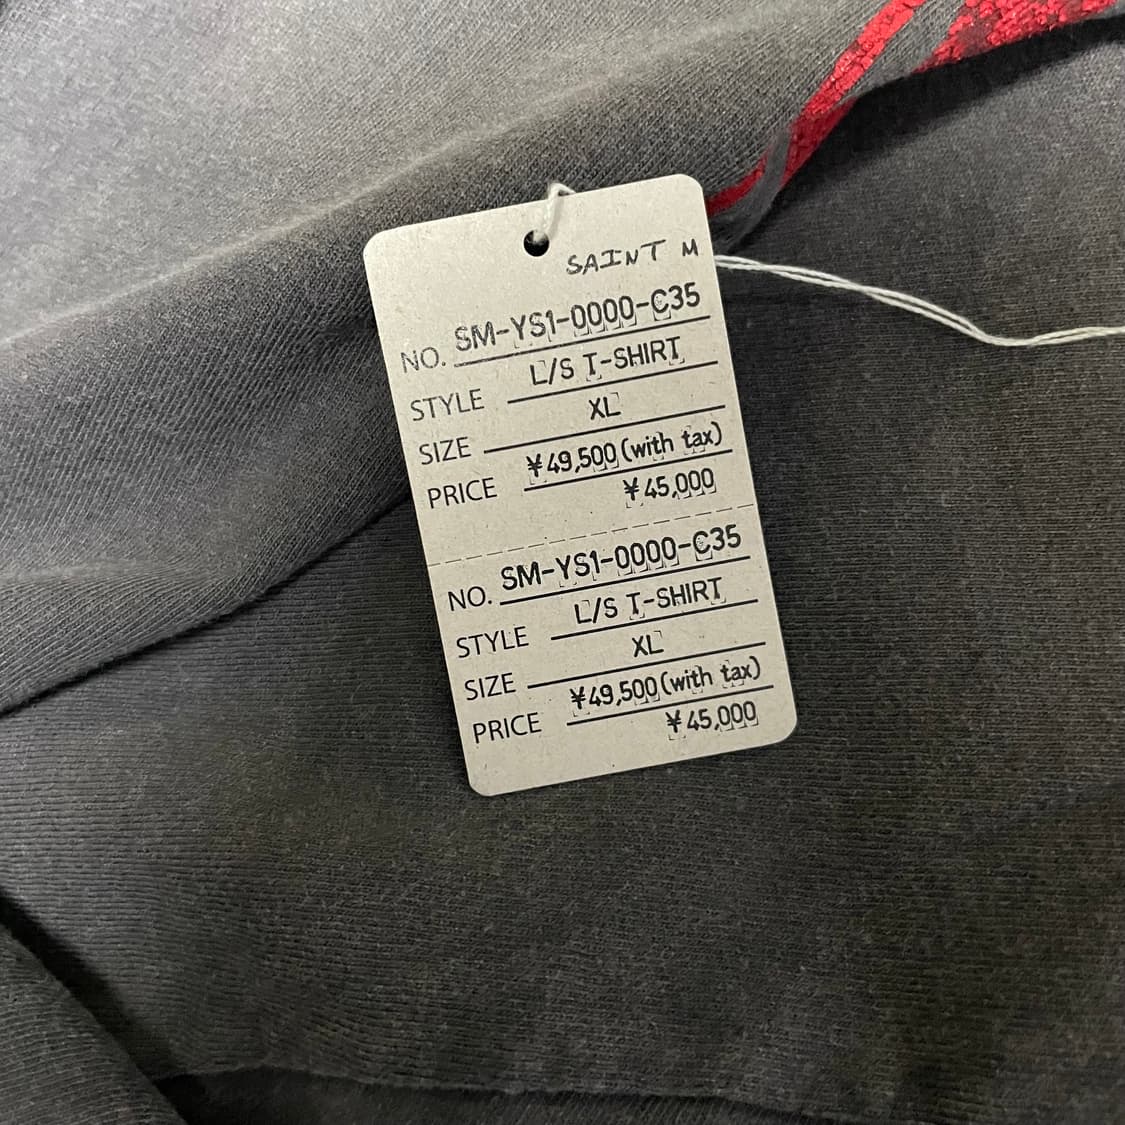 SAINT M
NO. SM-YS1-0000-C35
STYLE L/S T-SHIRT
SIZE XL
PRICE ¥49,500(with tax)
¥45,000
NO. SM-YS1-0000-C35
STYLE L/S T-SHIRT
SIZE XL
PRICE ¥49,500(with tax)
¥45,000